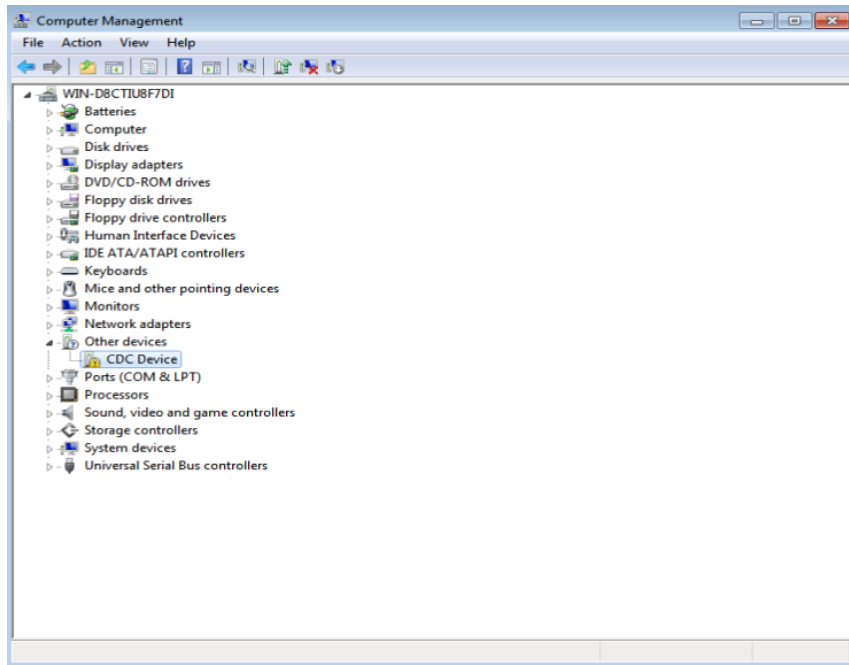 Computer Management
File Action View Help
WIN-D8CTIU8F7DI
Batteries
Computer
Disk drives
Display adapters
DVD/CD-ROM drives
Floppy disk drives
Floppy drive controllers
Human Interface Devices
IDE ATA/ATAPI controllers
Keyboards
Mice and other pointing devices
Monitors
Network adapters
Other devices
CDC Device
Ports (COM & LPT)
Processors
Sound, video and game controllers
Storage controllers
System devices
Universal Serial Bus controllers